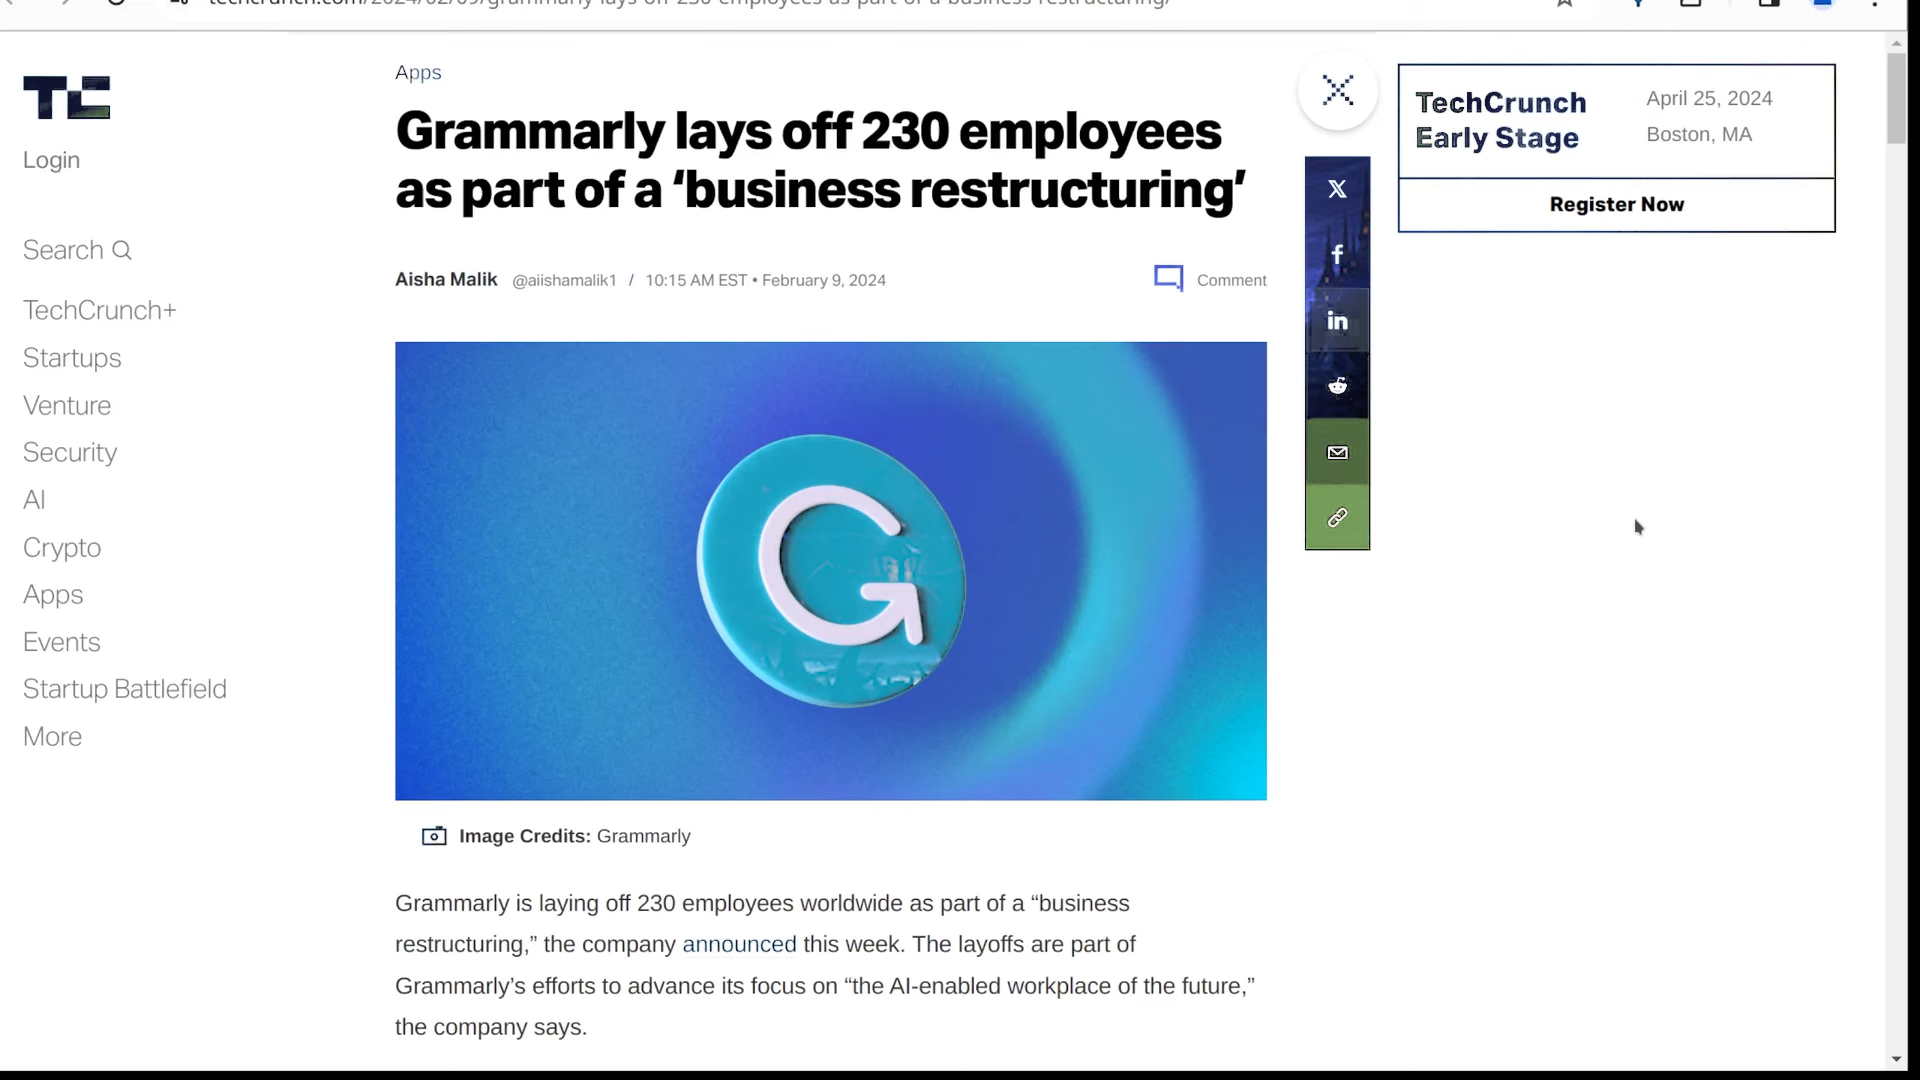 techcrunch.com/2024/02/09/grammarly-lays-off-230-employees-as-part-of-a-business-restructuring/
TC
Login
Search
TechCrunch+
Startups
Venture
Security
AI
Crypto
Apps
Events
Startup Battlefield
More
Apps
Grammarly lays off 230 employees
as part of a ‘business restructuring’
Aisha Malik @aiishamalik1 / 10:15 AM EST • February 9, 2024
Comment
Image Credits: Grammarly
Grammarly is laying off 230 employees worldwide as part of a “business
restructuring,” the company announced this week. The layoffs are part of
Grammarly’s efforts to advance its focus on “the AI-enabled workplace of the future,”
the company says.
TechCrunch
Early Stage
April 25, 2024
Boston, MA
Register Now